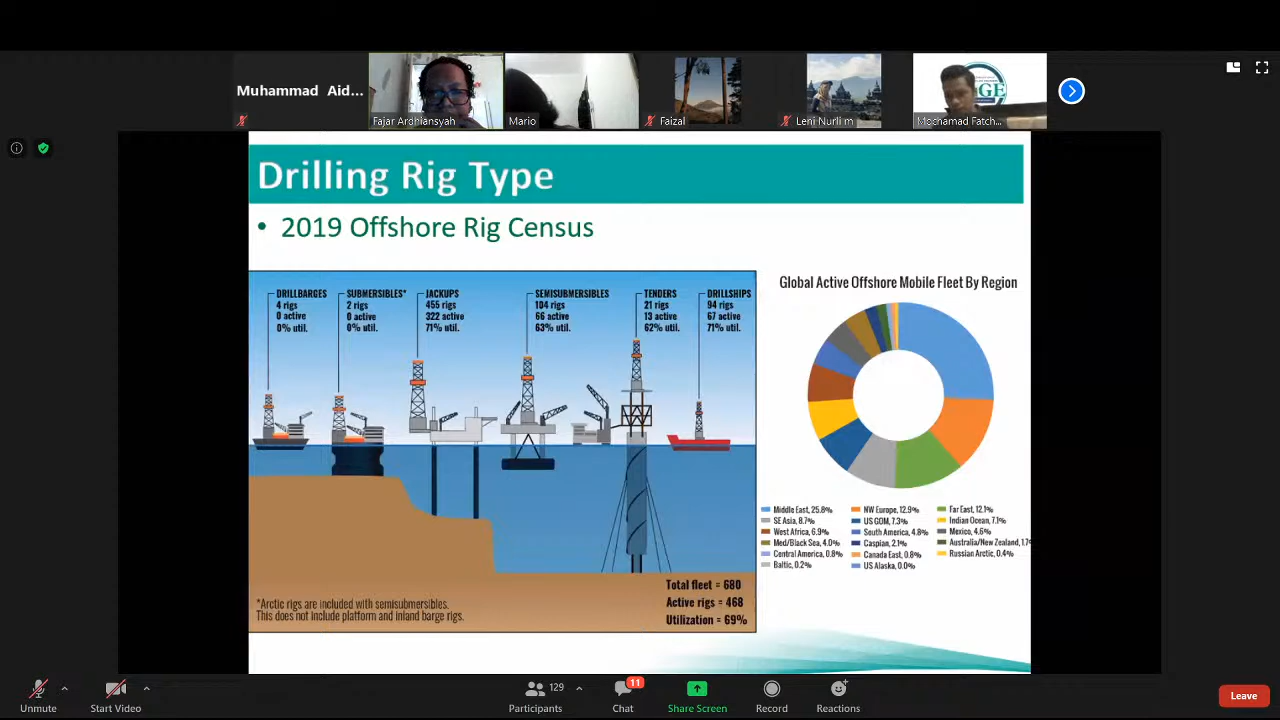 Muhammad Aid...
Fajar Ardhiansyah
Mario
Faizal
Leni Nurli m
Mochamad Fatch...
GE
Drilling Rig Type
• 2019 Offshore Rig Census
DRILLBARGES
4 rigs
0 active
0% util.
SUBMERSIBLES*
2 rigs
0 active
0% util.
JACKUPS
455 rigs
322 active
71% util.
SEMISUBMERSIBLES
104 rigs
66 active
63% util.
TENDERS
21 rigs
13 active
62% util.
DRILLSHIPS
94 rigs
67 active
71% util.
*Arctic rigs are included with semisubmersibles.
This does not include platform and inland barge rigs.
Total fleet = 680
Active rigs = 468
Utilization = 69%
Global Active Offshore Mobile Fleet By Region
Middle East, 25.8%
NW Europe, 12.9%
Far East, 12.1%
SE Asia, 8.7%
US GOM, 7.3%
Indian Ocean, 7.1%
West Africa, 6.9%
South America, 4.8%
Mexico, 4.6%
Med/Black Sea, 4.0%
Caspian, 2.1%
Australia/New Zealand, 1.7%
Central America, 0.8%
Canada East, 0.8%
Russian Arctic, 0.4%
Baltic, 0.2%
US Alaska, 0.0%
Unmute
Start Video
129
Participants
11
Chat
Share Screen
Record
Reactions
Leave